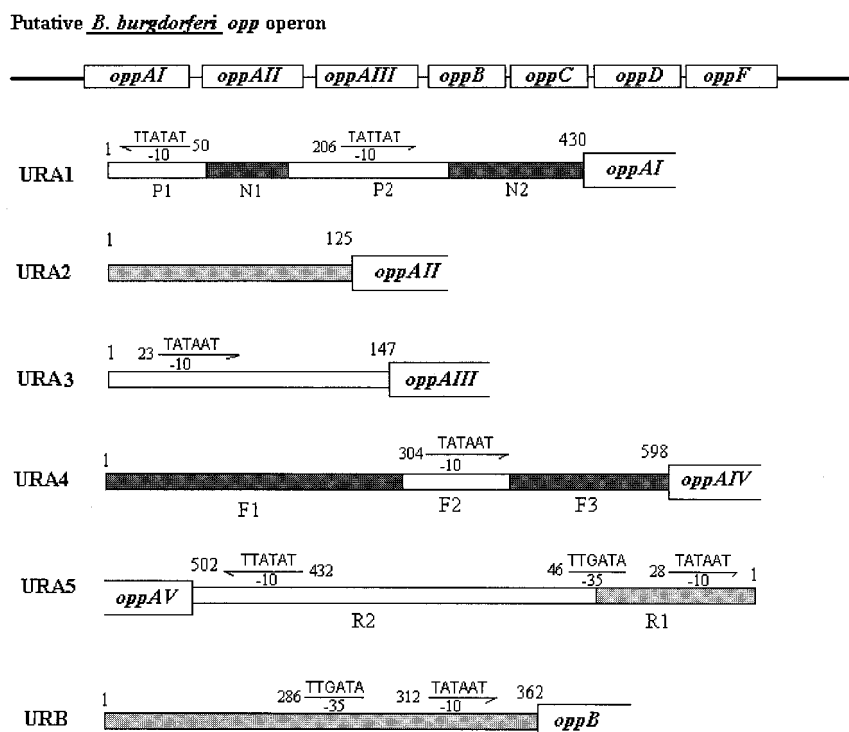 Putative B. burgdorferi opp operon
oppAI oppAII oppAIII oppB oppC oppD oppF
1 TTATAT 50 206 TATTAT 430
-10 -10
URA1 oppAI
P1 N1 P2 N2
1 125
URA2 oppAII
1 23 TATAAT 147
-10
URA3 oppAIII
1 304 TATAAT 598
-10
URA4 oppAIV
F1 F2 F3
502 TTATAT 432 46 TTGATA 28 TATAAT 1
-10 -35 -10
URA5 oppAV
R2 R1
1 286 TTGATA 312 TATAAT 362
-35 -10
URB oppB